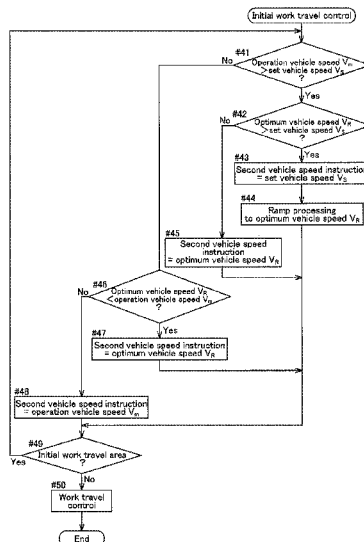 Initial work travel control
#41
Operation vehicle speed Vm
>set vehicle speed VS
?
No
Yes
#42
Optimum vehicle speed VR
>set vehicle speed VS
?
No
Yes
#43
Second vehicle speed instruction
= set vehicle speed VS
#44
Ramp processing
to optimum vehicle speed VR
#45
Second vehicle speed
instruction
= optimum vehicle speed VR
#46
Optimum vehicle speed
VR
<operation vehicle speed Vm
?
No
Yes
#47
Second vehicle speed instruction
= optimum vehicle speed VR
#48
Second vehicle speed
instruction
= operation vehicle speed Vm
#49
Initial work travel area
?
Yes
No
#50
Work travel
control
End